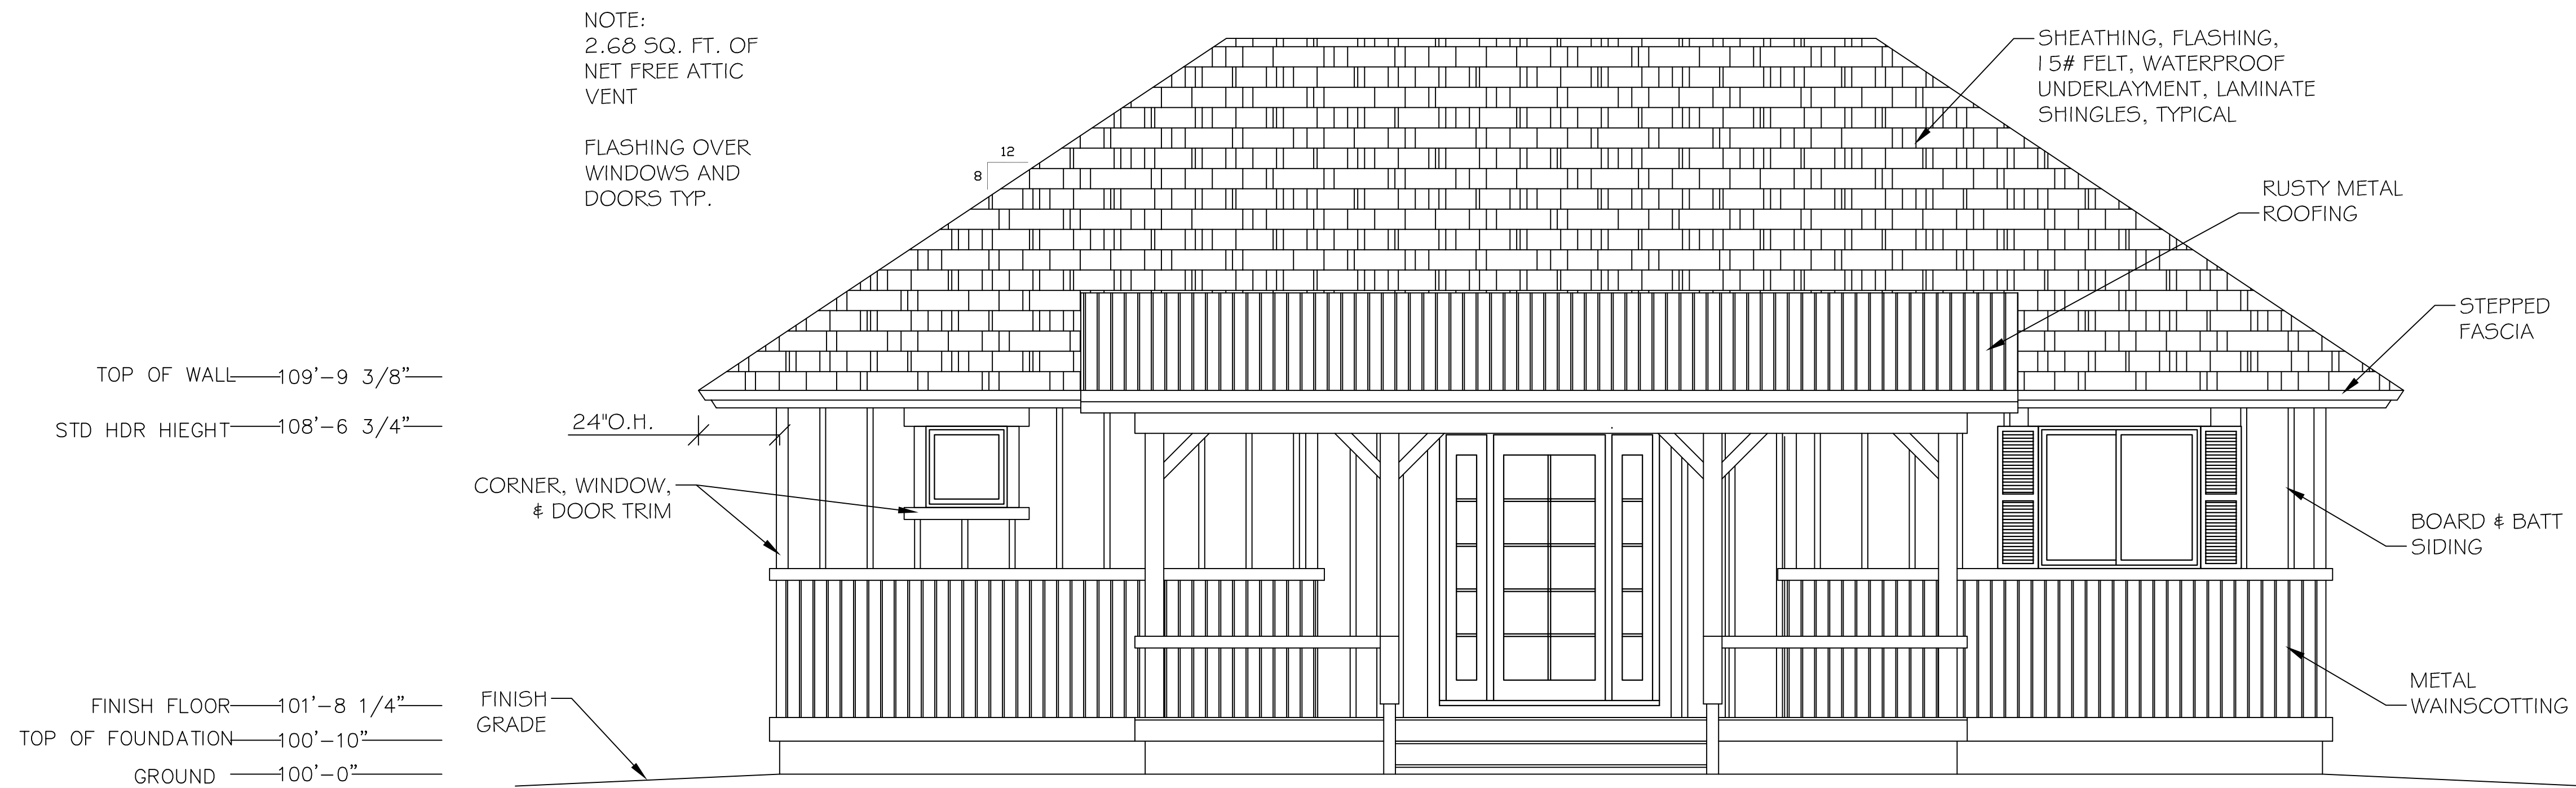 NOTE:
2.68 SQ. FT. OF
NET FREE ATTIC
VENT
FLASHING OVER
WINDOWS AND
DOORS TYP.
12
8
SHEATHING, FLASHING,
15# FELT, WATERPROOF
UNDERLAYMENT, LAMINATE
SHINGLES, TYPICAL
RUSTY METAL
ROOFING
STEPPED
FASCIA
TOP OF WALL 109'-9 3/8"
STD HDR HIEGHT 108'-6 3/4"
24"O.H.
CORNER, WINDOW,
& DOOR TRIM
BOARD & BATT
SIDING
METAL
WAINSCOTTING
FINISH FLOOR 101'-8 1/4"
TOP OF FOUNDATION 100'-10"
GROUND 100'-0"
FINISH
GRADE